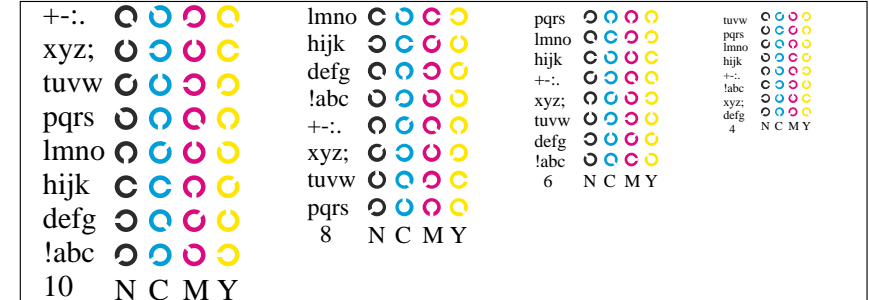 +-:.
xyz;
tuvw
pqrs
lmno
hijk
defg
!abc
10 N C M Y
lmno
hijk
defg
!abc
+-:.
xyz;
tuvw
pqrs
8 N C M Y
pqrs
lmno
hijk
+-:.
xyz;
tuvw
defg
!abc
6 N C M Y
tuvw
pqrs
lmno
hijk
+-:.
!abc
xyz;
defg
4 N C M Y